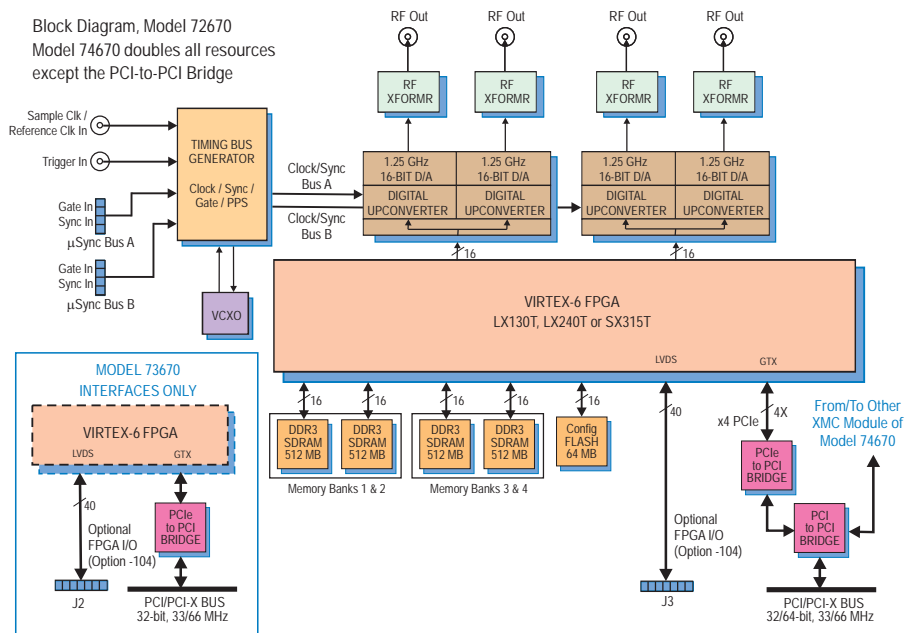 Block Diagram, Model 72670
Model 74670 doubles all resources
except the PCI-to-PCI Bridge
RF Out
RF Out
RF Out
RF Out
RF
XFORMR
RF
XFORMR
RF
XFORMR
RF
XFORMR
Sample Clk /
Reference Clk In
Trigger In
Gate In
Sync In
μSync Bus A
Gate In
Sync In
μSync Bus B
TIMING BUS
GENERATOR
Clock / Sync /
Gate / PPS
VCXO
Clock/Sync
Bus A
Clock/Sync
Bus B
1.25 GHz
16-BIT D/A
DIGITAL
UPCONVERTER
1.25 GHz
16-BIT D/A
DIGITAL
UPCONVERTER
1.25 GHz
16-BIT D/A
DIGITAL
UPCONVERTER
1.25 GHz
16-BIT D/A
DIGITAL
UPCONVERTER
16
16
VIRTEX-6 FPGA
LX130T, LX240T or SX315T
LVDS
GTX
16
16
16
16
16
40
4X
x4 PCIe
DDR3
SDRAM
512 MB
DDR3
SDRAM
512 MB
Memory Banks 1 & 2
DDR3
SDRAM
512 MB
DDR3
SDRAM
512 MB
Memory Banks 3 & 4
Config
FLASH
64 MB
From/To Other
XMC Module of
Model 74670
PCIe
to PCI
BRIDGE
PCI
to PCI
BRIDGE
Optional
FPGA I/O
(Option -104)
J3
PCI/PCI-X BUS
32/64-bit, 33/66 MHz
MODEL 73670
INTERFACES ONLY
VIRTEX-6 FPGA
LVDS
GTX
40
Optional
FPGA I/O
(Option -104)
PCIe
to PCI
BRIDGE
J2
PCI/PCI-X BUS
32-bit, 33/66 MHz